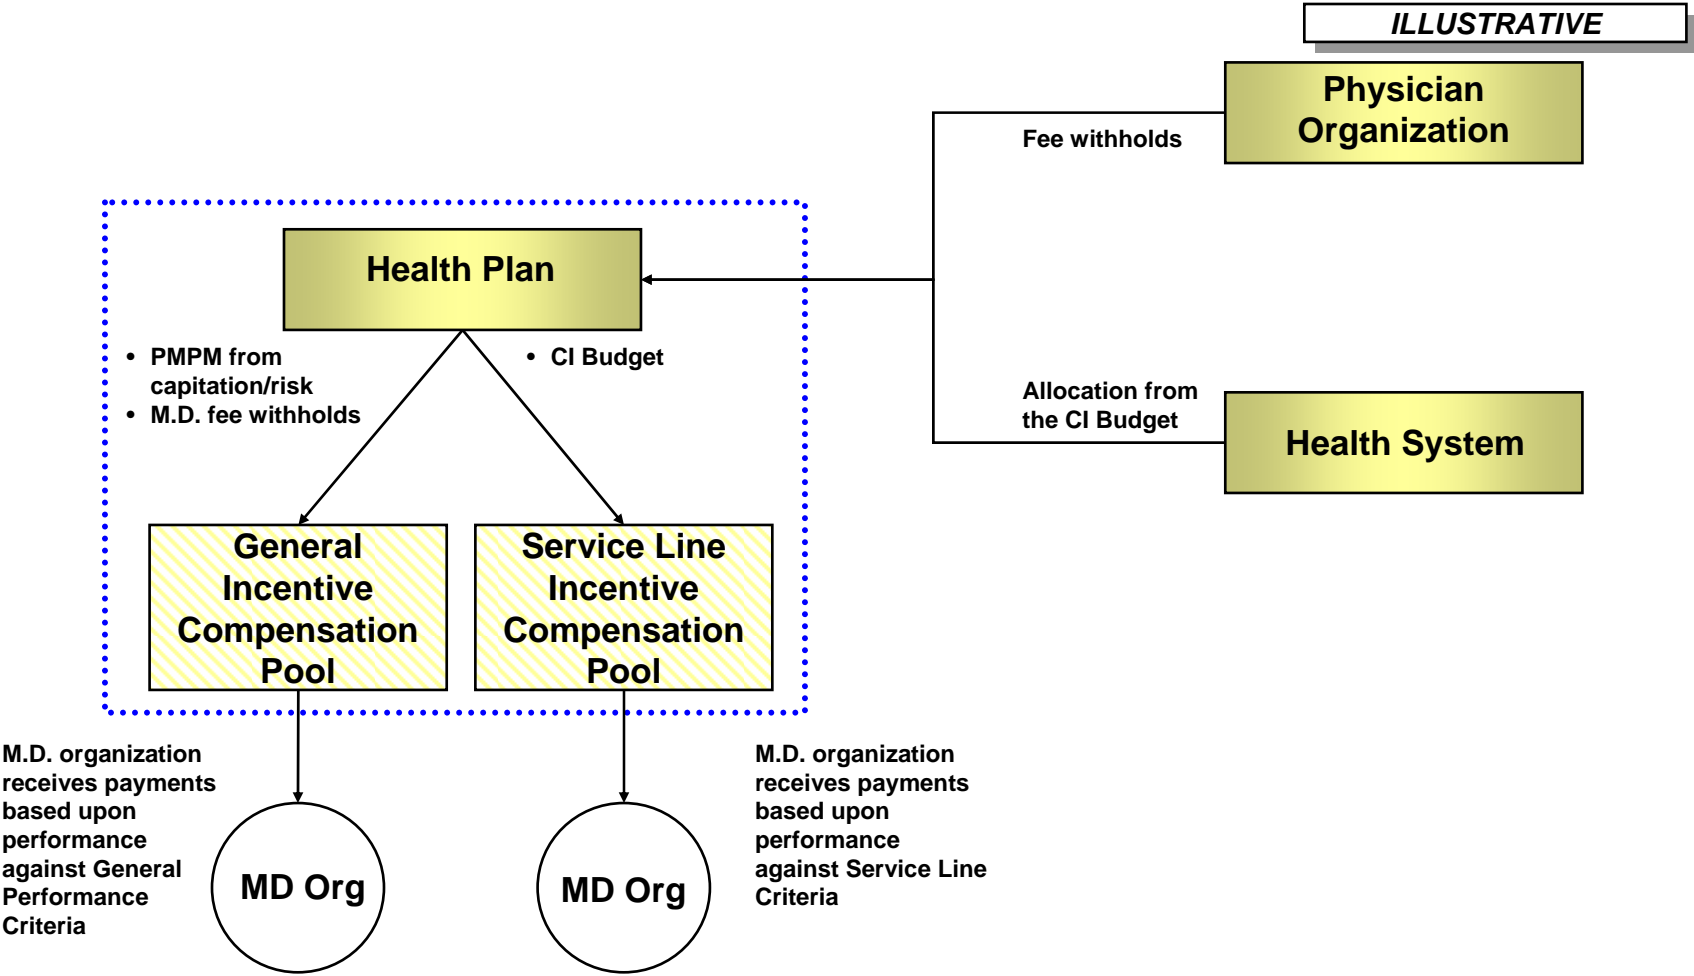 ILLUSTRATIVE
Physician
Organization
Fee withholds
Health Plan
• PMPM from
capitation/risk
• M.D. fee withholds
• CI Budget
Allocation from
the CI Budget
Health System
General
Incentive
Compensation
Pool
Service Line
Incentive
Compensation
Pool
M.D. organization
receives payments
based upon
performance
against General
Performance
Criteria
MD Org
MD Org
M.D. organization
receives payments
based upon
performance
against Service Line
Criteria